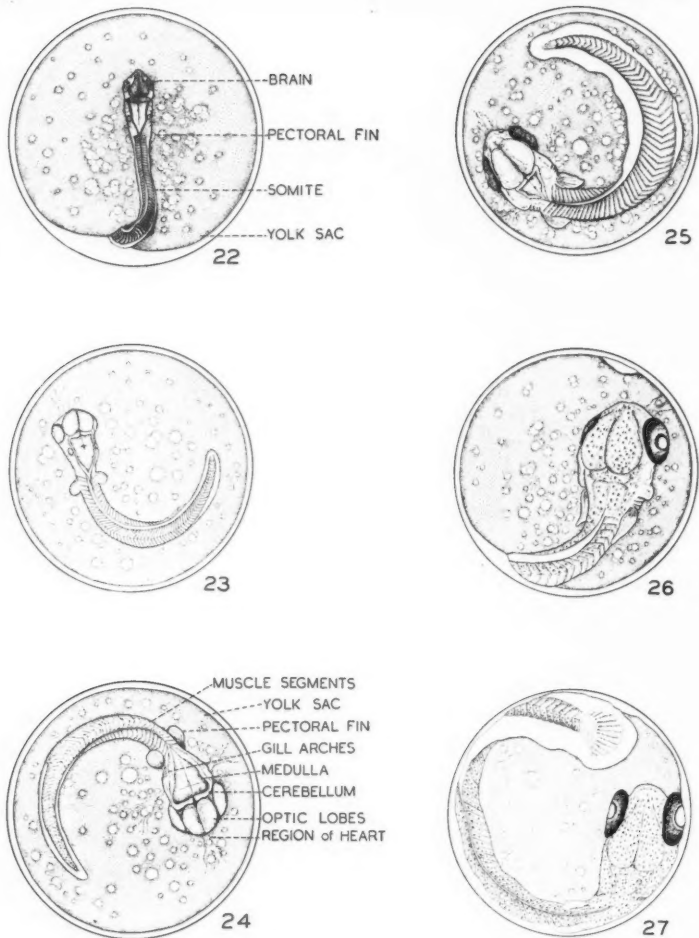 BRAIN
PECTORAL FIN
SOMITE
YOLK SAC
22
25
23
26
MUSCLE SEGMENTS
YOLK SAC
PECTORAL FIN
GILL ARCHES
MEDULLA
CEREBELLUM
OPTIC LOBES
REGION of HEART
24
27